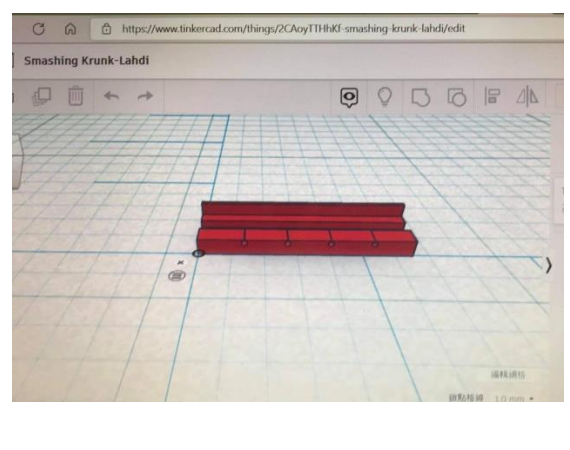 https://www.tinkercad.com/things/2CAoyTTHhKf-smashing-krunk-lahdi/edit
Smashing Krunk-Lahdi
編輯網格
1.0 mm